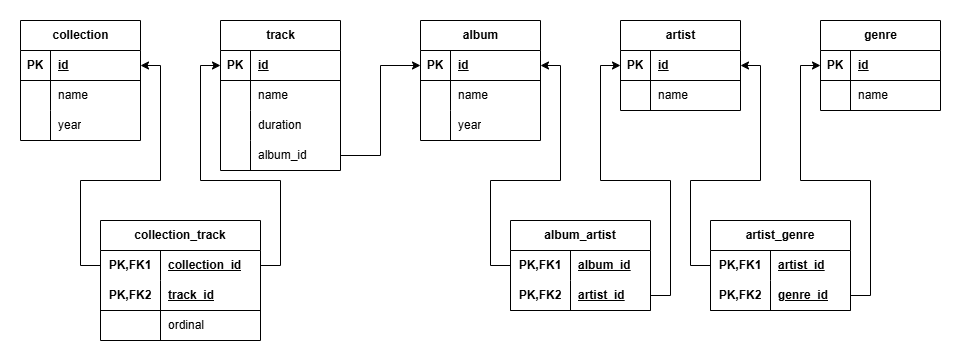 collection
PK id
name
year
track
PK id
name
duration
album_id
album
PK id
name
year
artist
PK id
name
genre
PK id
name
collection_track
PK,FK1 collection_id
PK,FK2 track_id
ordinal
album_artist
PK,FK1 album_id
PK,FK2 artist_id
artist_genre
PK,FK1 artist_id
PK,FK2 genre_id